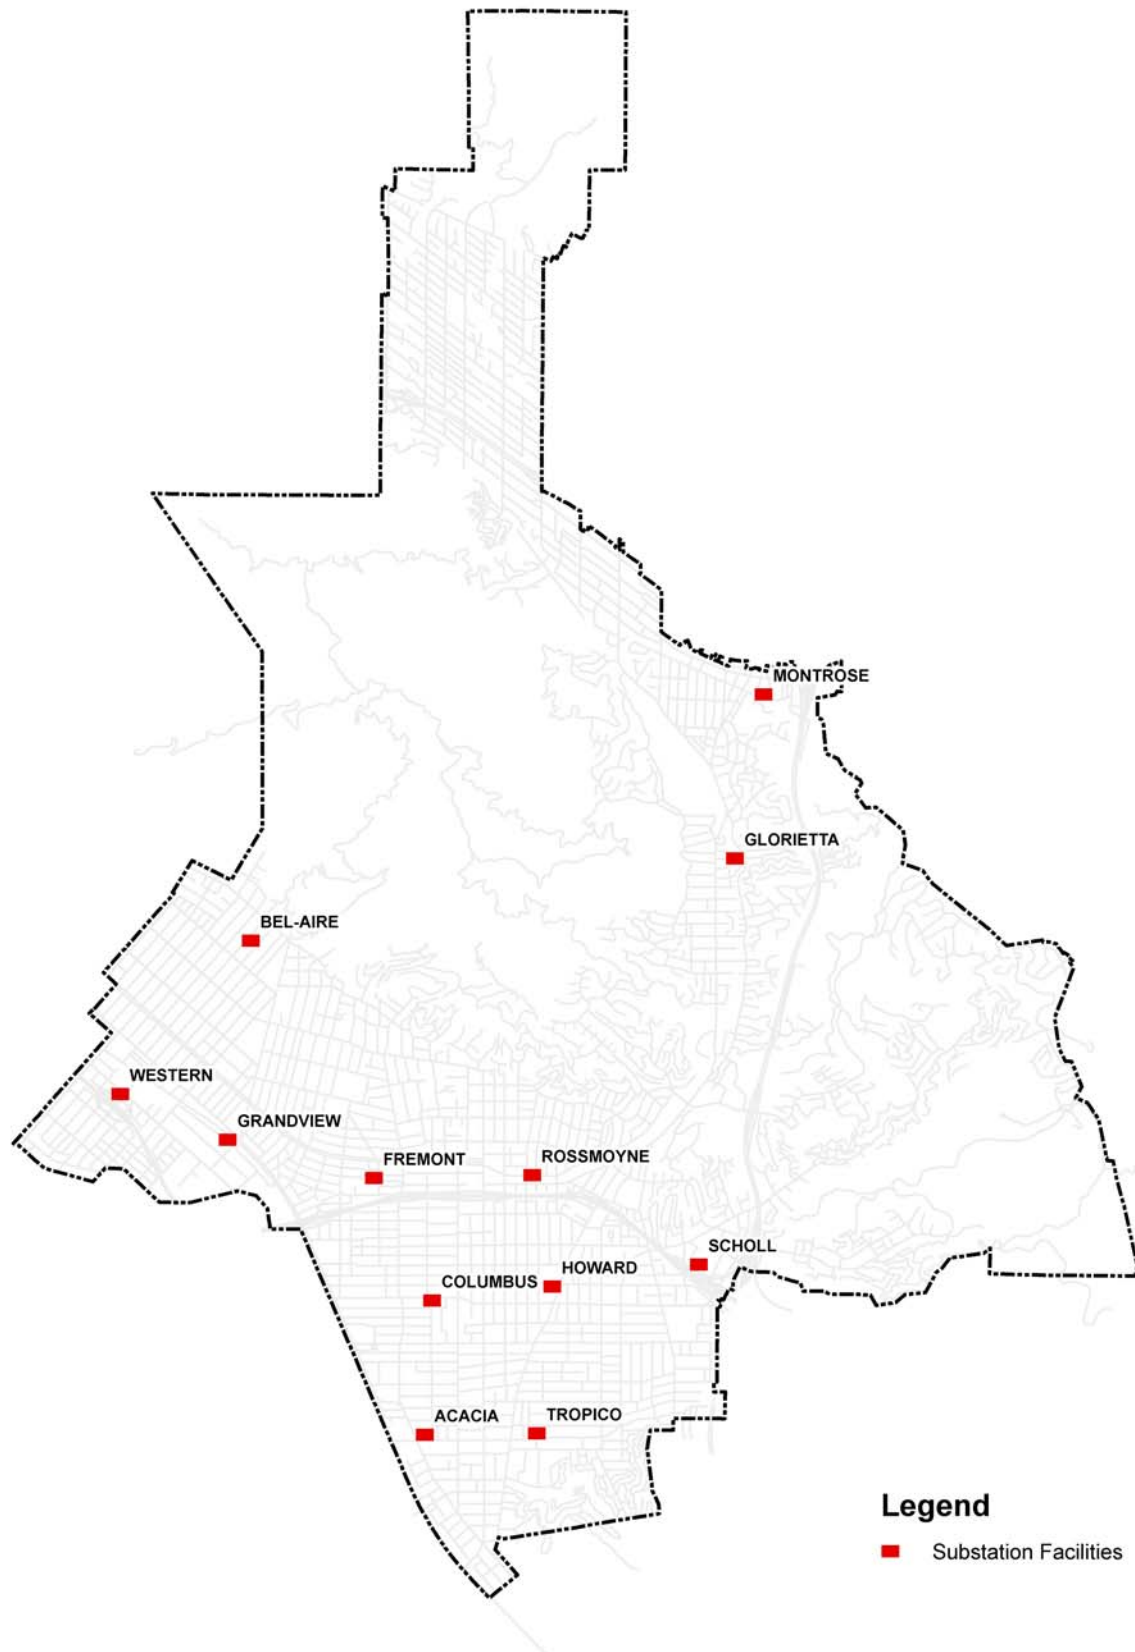 MONTROSE
GLORIETTA
BEL-AIRE
WESTERN
GRANDVIEW
FREMONT
ROSSMOYNE
SCHOLL
HOWARD
COLUMBUS
ACACIA
TROPICO
Legend
Substation Facilities